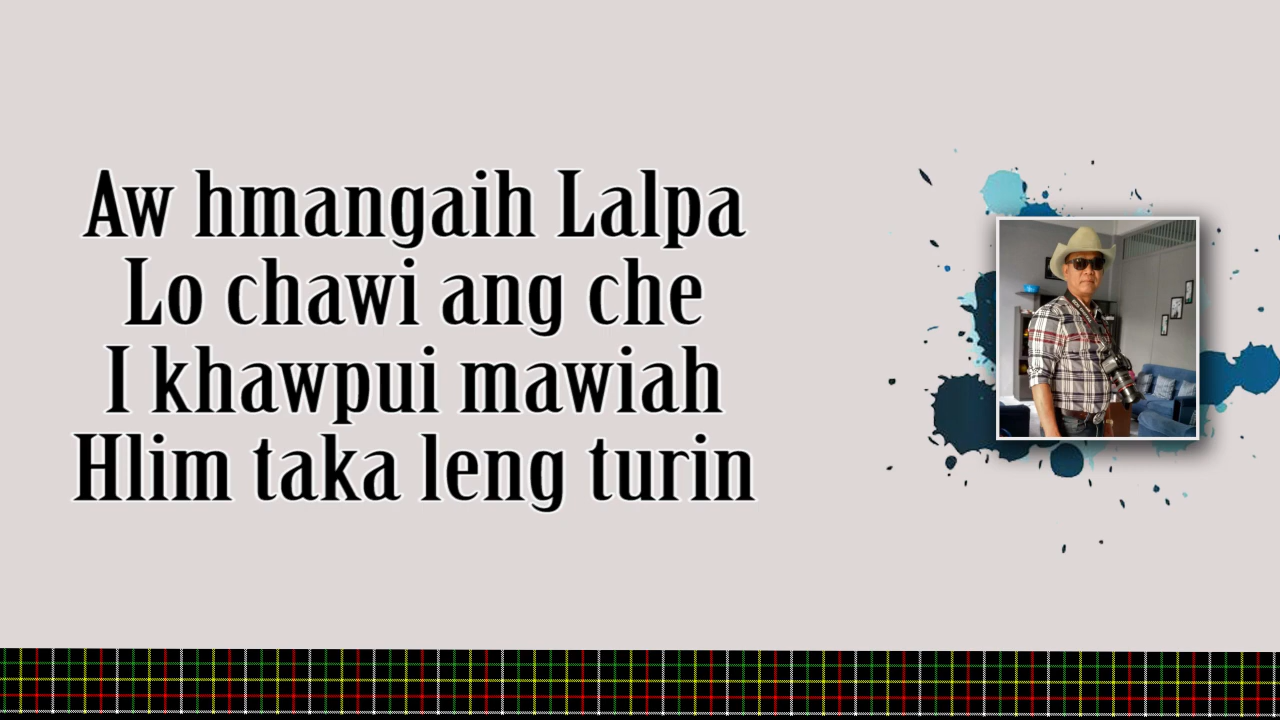 Aw hmangaih Lalpa
Lo chawi ang che
I khawpui mawiah
Hlim taka leng turin